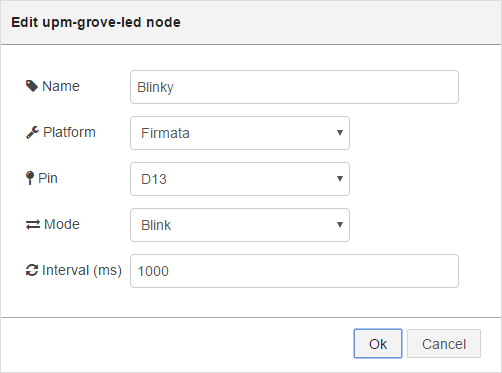 Edit upm-grove-led node
Name Blinky
Platform Firmata
Pin D13
Mode Blink
Interval (ms) 1000
Ok Cancel